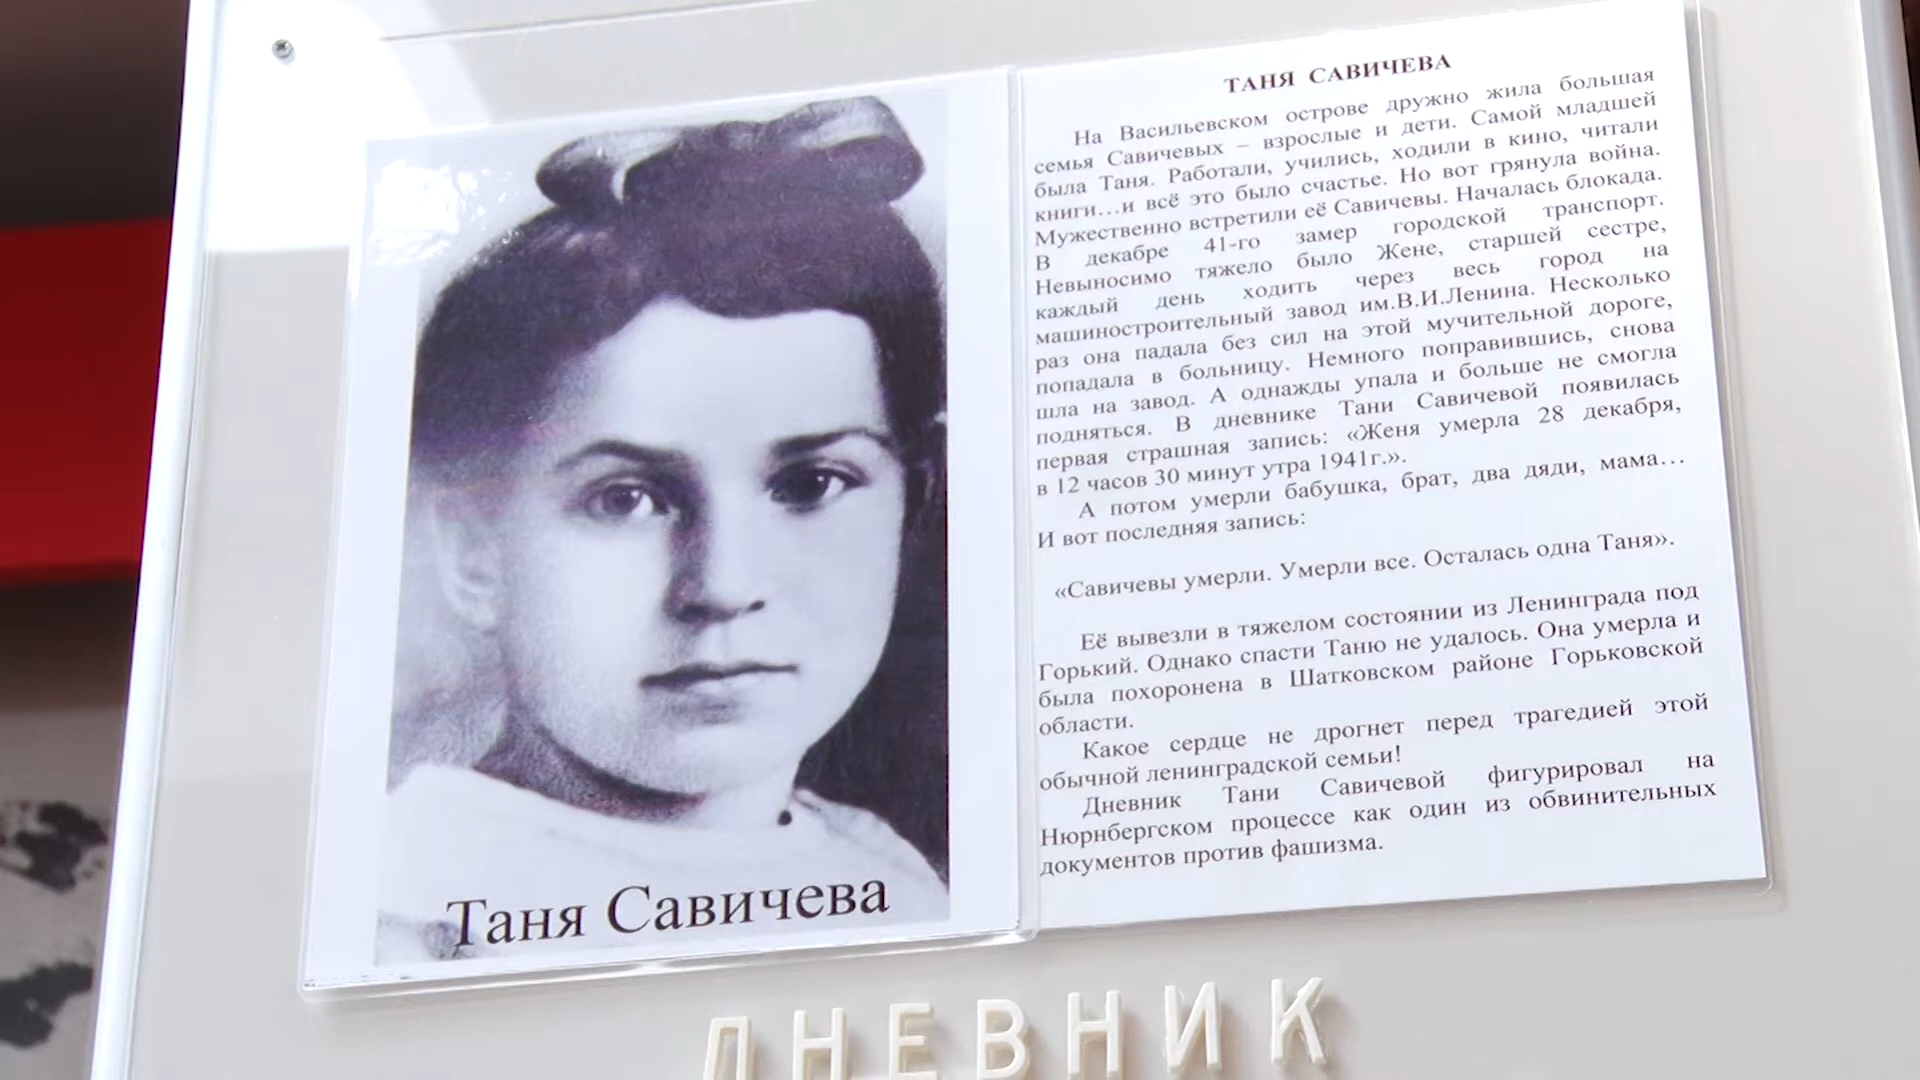 Таня Савичева
ТАНЯ САВИЧЕВА
На Васильевском острове дружно жила большая
семья Савичевых – взрослые и дети. Самой младшей
была Таня. Работали, учились, ходили в кино, читали
книги…и всё это было счастье. Но вот грянула война.
Мужественно встретили её Савичевы. Началась блокада.
В декабре 41-го замер городской транспорт.
Невыносимо тяжело было Жене, старшей сестре,
каждый день ходить через весь город на
машиностроительный завод им.В.И.Ленина. Несколько
раз она падала без сил на этой мучительной дороге,
попадала в больницу. Немного поправившись, снова
шла на завод. А однажды упала и больше не смогла
подняться. В дневнике Тани Савичевой появилась
первая страшная запись: «Женя умерла 28 декабря,
в 12 часов 30 минут утра 1941г.».
А потом умерли бабушка, брат, два дяди, мама…
И вот последняя запись:
«Савичевы умерли. Умерли все. Осталась одна Таня».
Её вывезли в тяжелом состоянии из Ленинграда под
Горький. Однако спасти Таню не удалось. Она умерла и
была похоронена в Шатковском районе Горьковской
области.
Какое сердце не дрогнет перед трагедией этой
обычной ленинградской семьи!
Дневник Тани Савичевой фигурировал на
Нюрнбергском процессе как один из обвинительных
документов против фашизма.
ДНЕВНИК